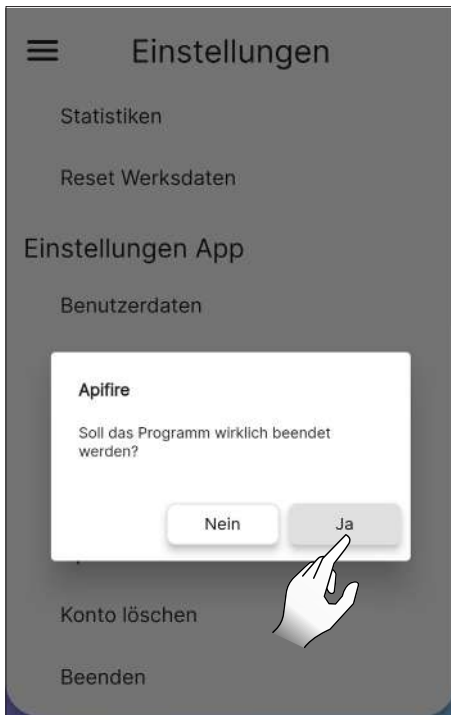 Einstellungen
Statistiken
Reset Werksdaten
Einstellungen App
Benutzerdaten
Apifire
Soll das Programm wirklich beendet
werden?
Nein
Ja
Konto löschen
Beenden